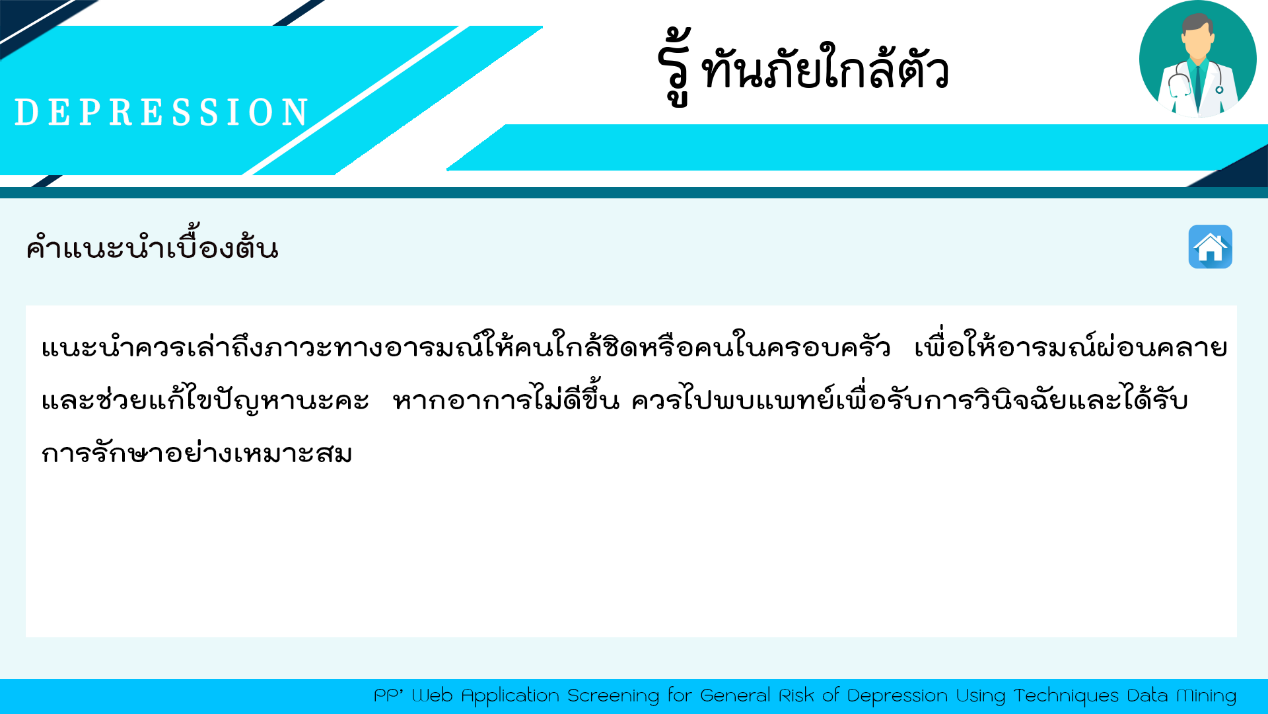 DEPRESSION
รู้ ทันภัยใกล้ตัว
คำแนะนำเบื้องต้น
แนะนำควรเล่าถึงภาวะทางอารมณ์ให้คนใกล้ชิดหรือคนในครอบครัว เพื่อให้อารมณ์ผ่อนคลาย
และช่วยแก้ไขปัญหานะคะ หากอาการไม่ดีขึ้น ควรไปพบแพทย์เพื่อรับการวินิจฉัยและได้รับ
การรักษาอย่างเหมาะสม
PP' Web Application Screening for General Risk of Depression Using Techniques Data Mining